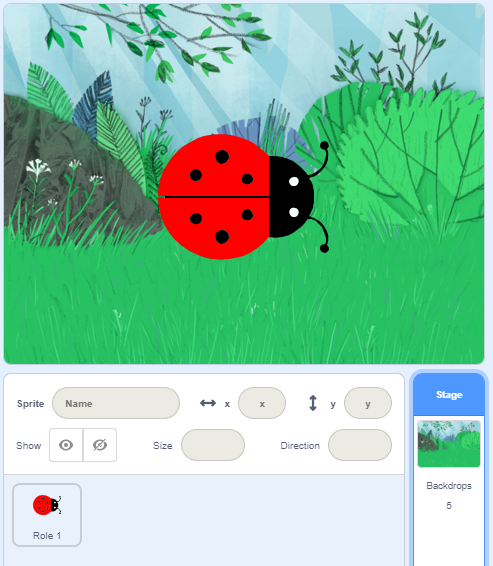 Stage
Sprite Name x x y y
Show Size Direction
Backdrops
5
Role 1